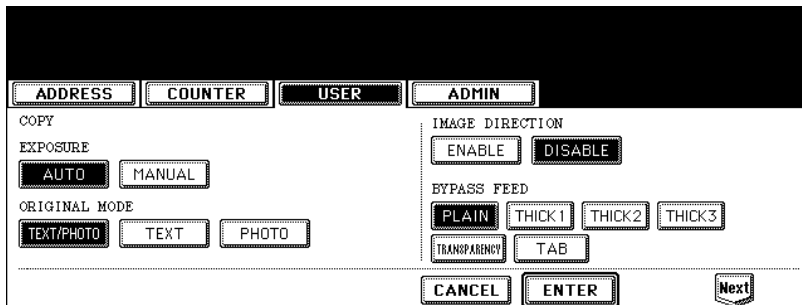 ADDRESS COUNTER USER ADMIN
COPY
EXPOSURE
AUTO MANUAL
ORIGINAL MODE
TEXT/PHOTO TEXT PHOTO
IMAGE DIRECTION
ENABLE DISABLE
BYPASS FEED
PLAIN THICK1 THICK2 THICK3
TRANSPARENCY TAB
CANCEL ENTER Next